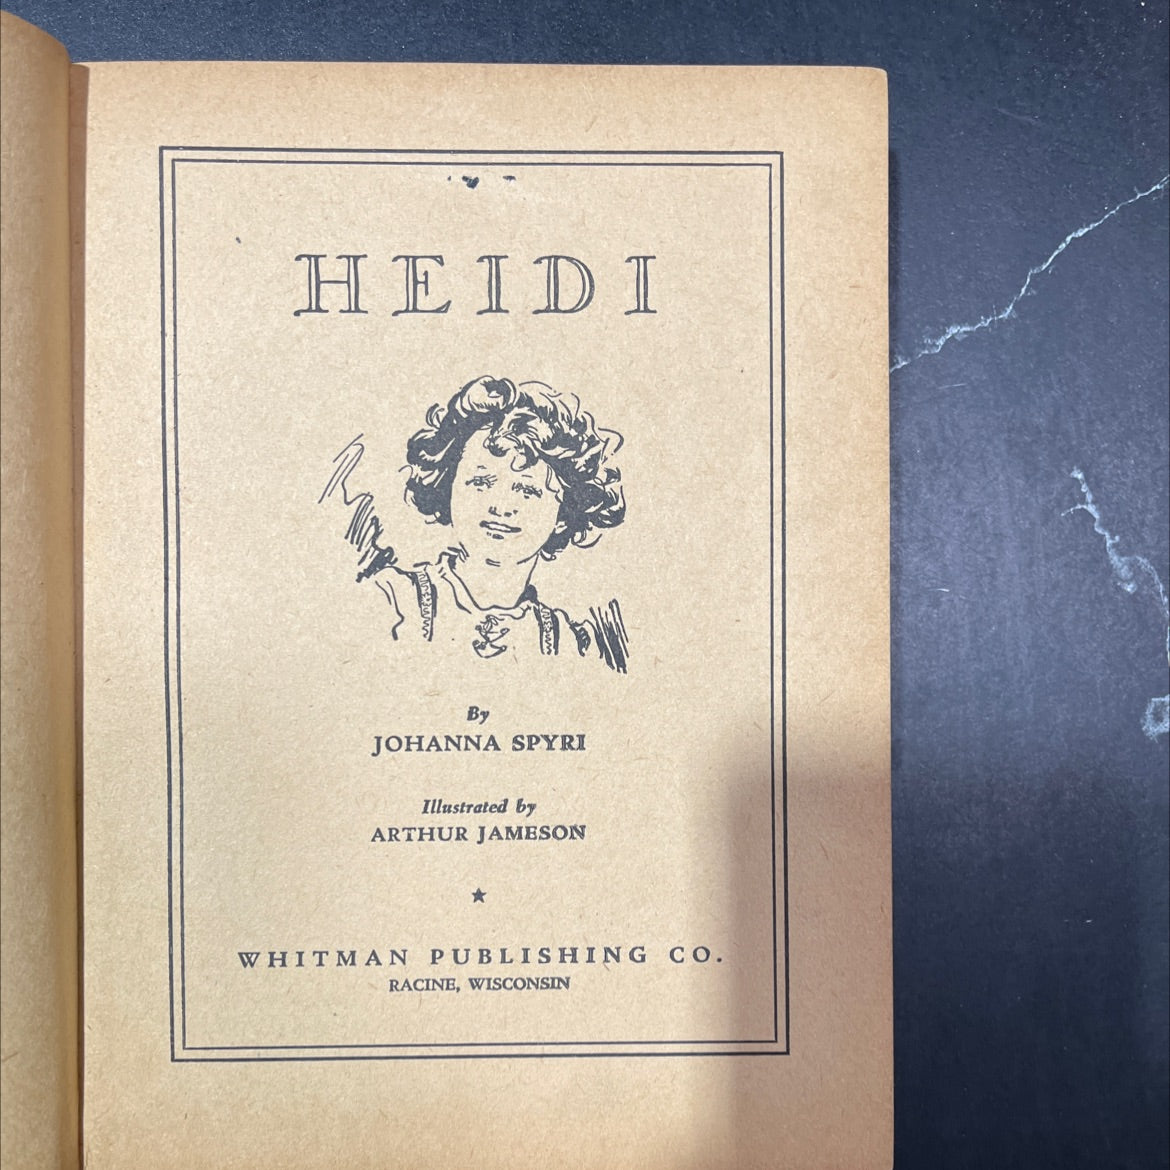 HEIDI
By
JOHANNA SPYRI
Illustrated by
ARTHUR JAMESON
WHITMAN PUBLISHING CO.
RACINE, WISCONSIN